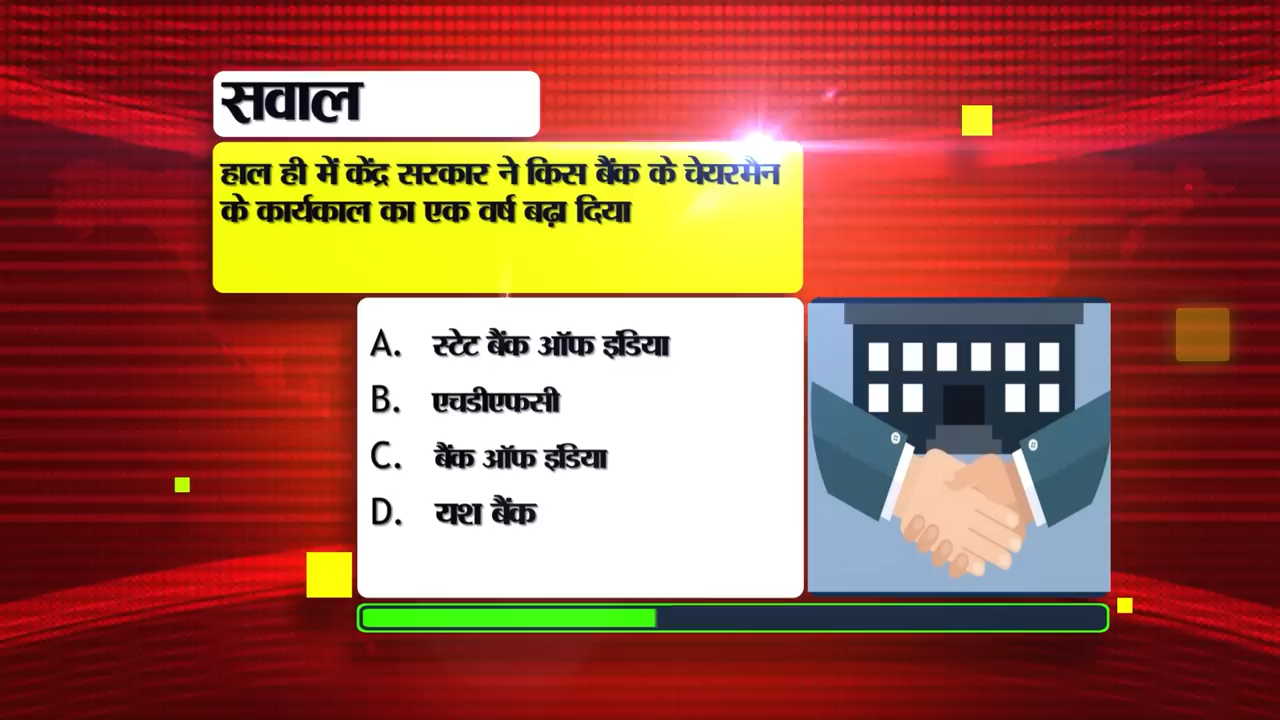 सवाल
हाल ही में केंद्र सरकार ने किस बैंक के चेयरमैन
के कार्यकाल का एक वर्ष बढ़ा दिया
A. स्टेट बैंक ऑफ इंडिया
B. एचडीएफसी
C. बैंक ऑफ इंडिया
D. यश बैंक